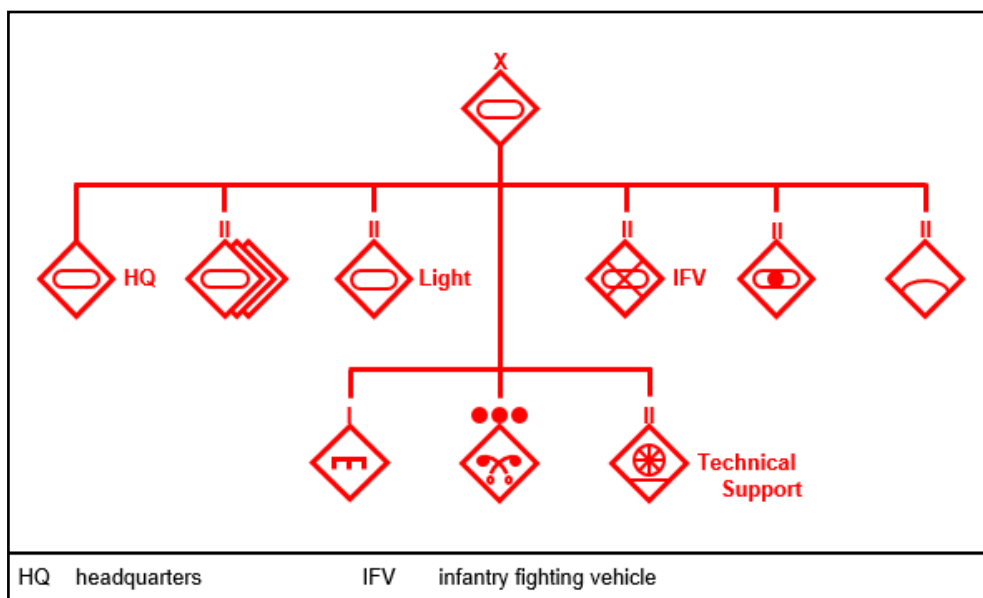 X
II
II
II
II
II
HQ
Light
IFV
I
II
Technical
Support
HQ headquarters IFV infantry fighting vehicle